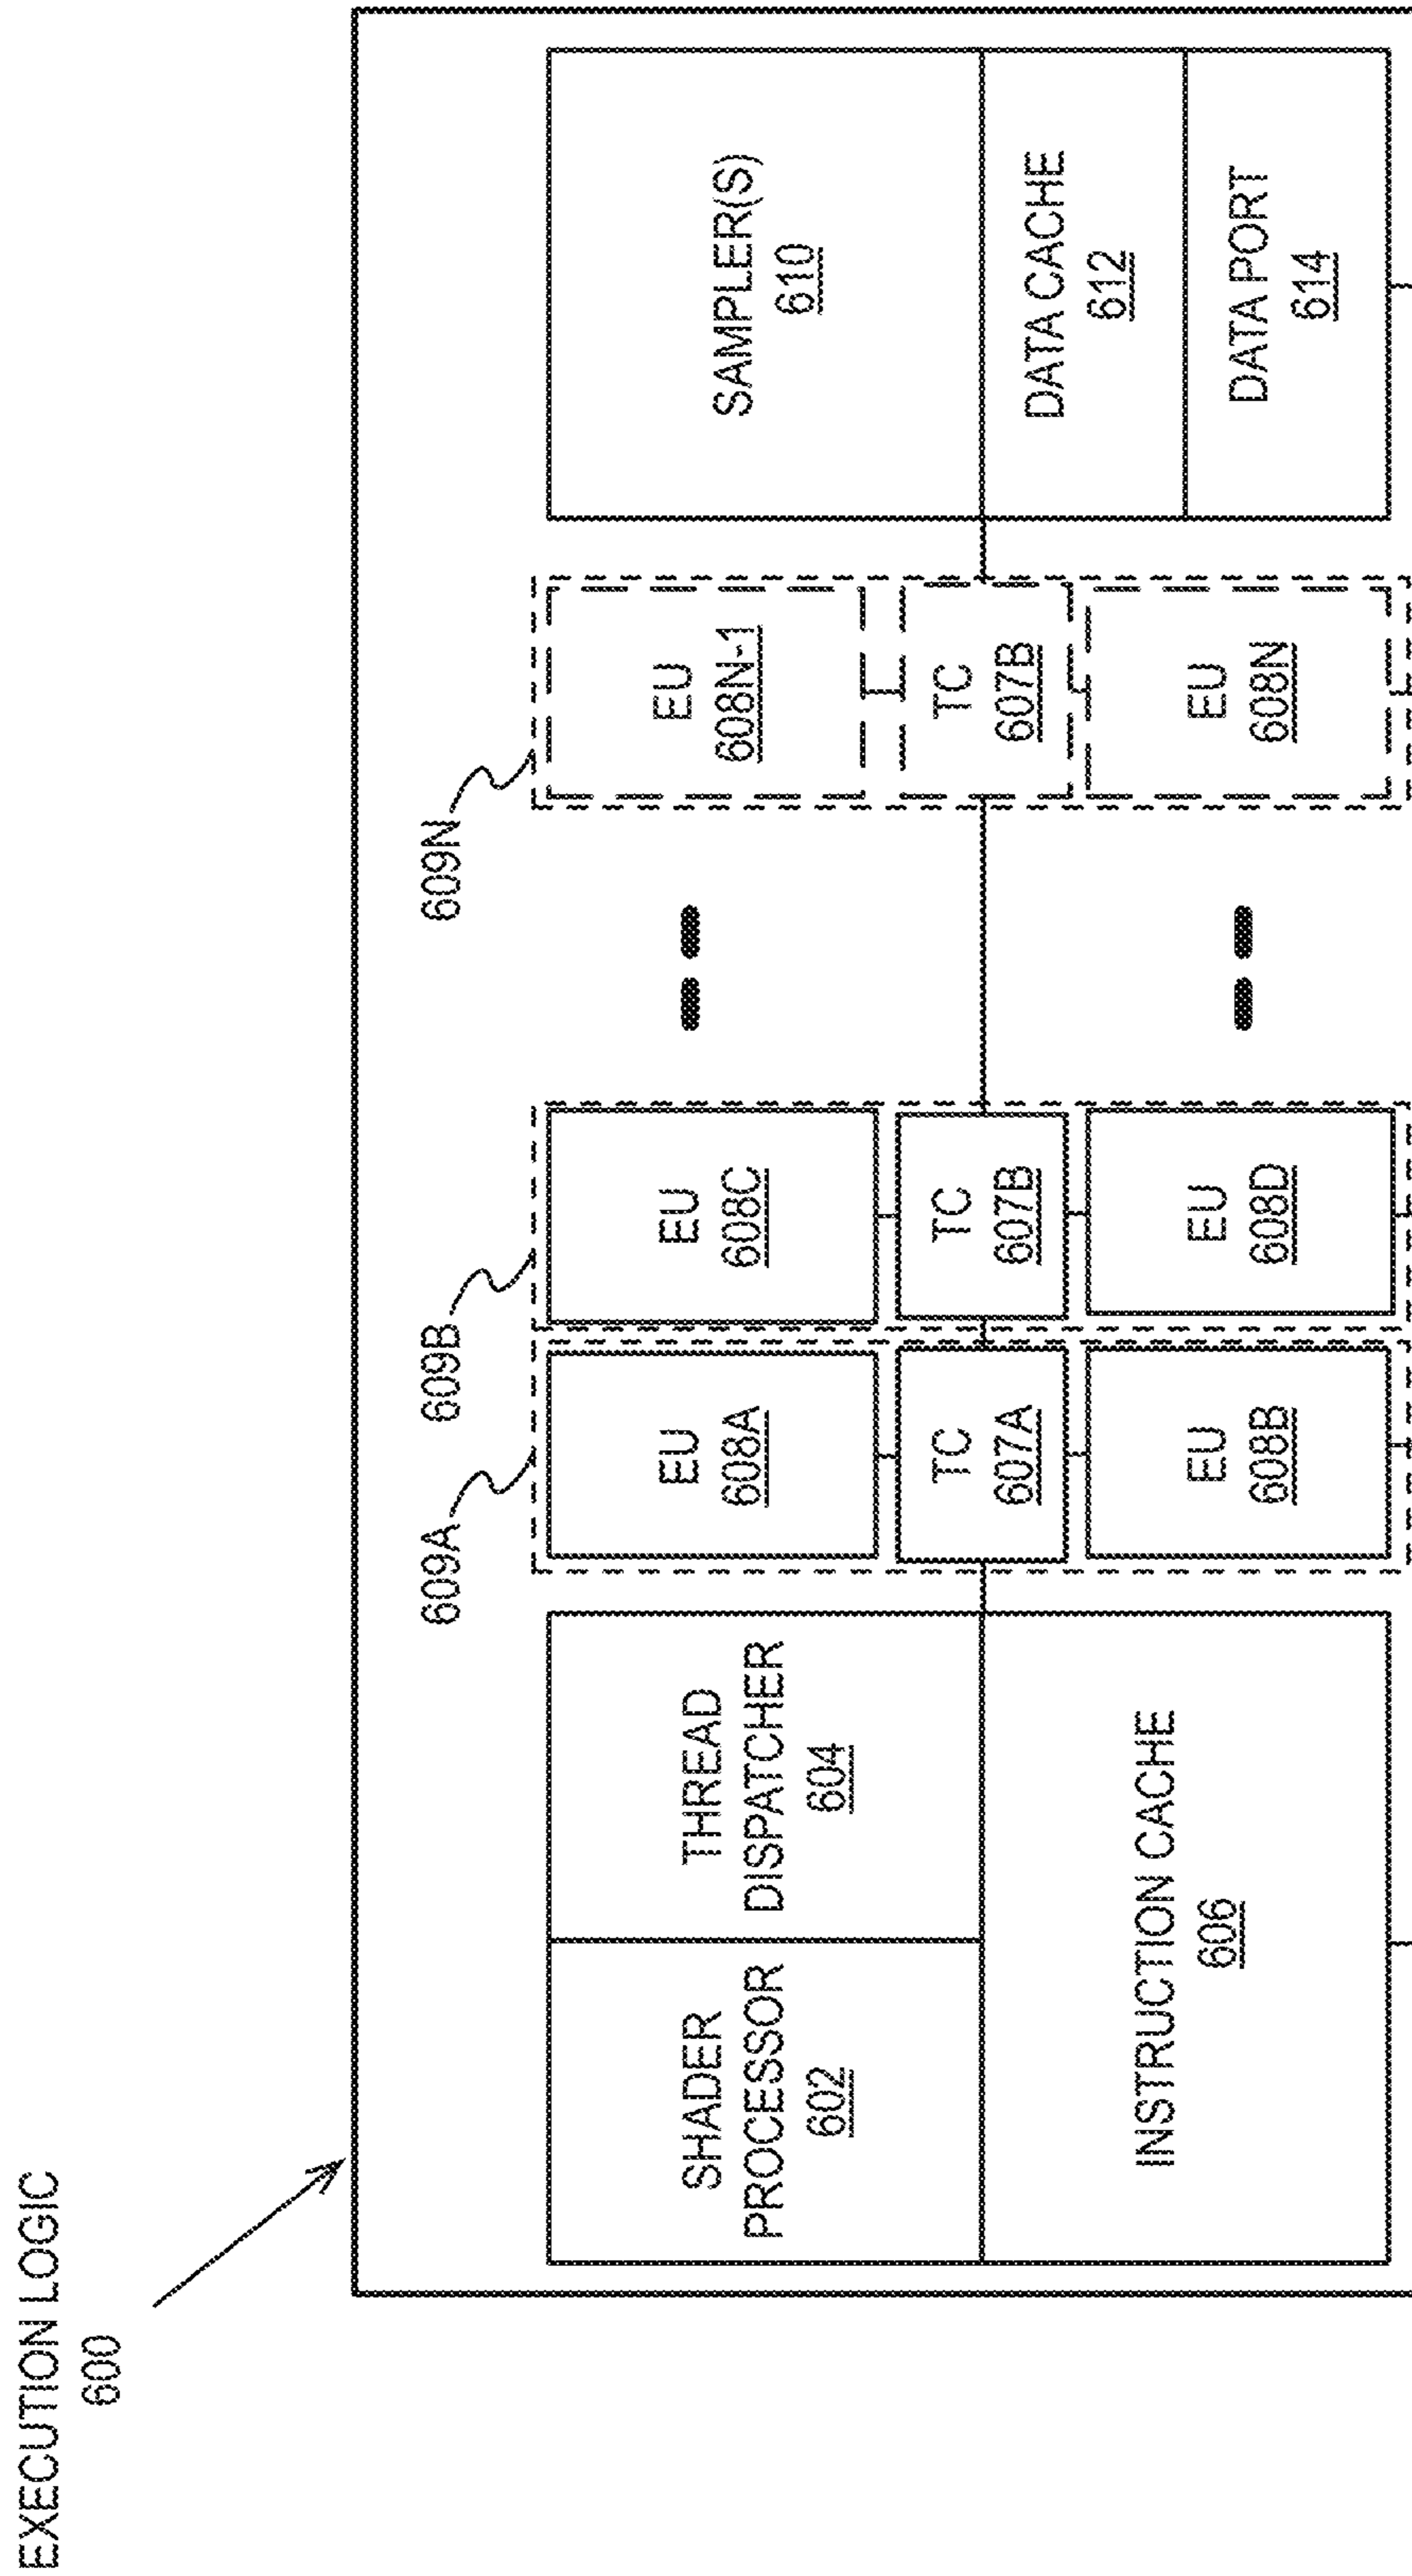 EXECUTION LOGIC
600
609A
609B
609N
SHADER
PROCESSOR
602
THREAD
DISPATCHER
604
INSTRUCTION CACHE
606
EU
608A
TC
607A
EU
608B
EU
608C
TC
607B
EU
608D
EU
608N-1
TC
607B
EU
608N
SAMPLER(S)
610
DATA CACHE
612
DATA PORT
614